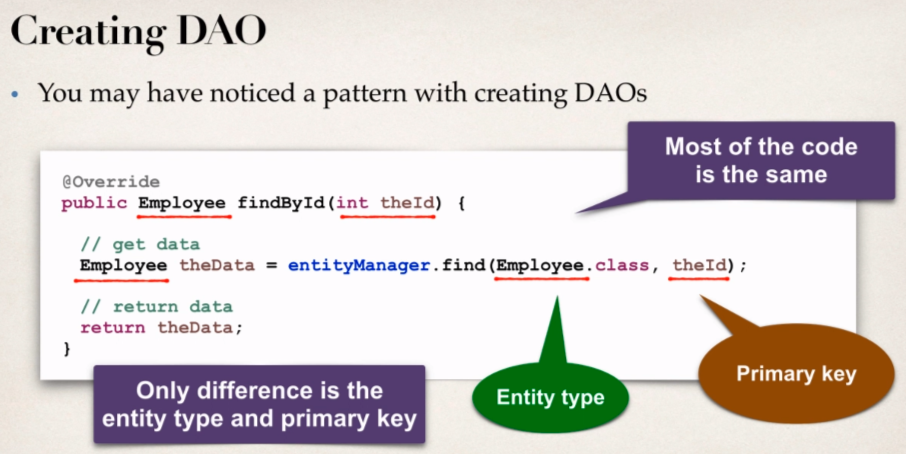 Creating DAO
• You may have noticed a pattern with creating DAOs
Most of the code
is the same
@Override
public Employee findById(int theId) {
// get data
Employee theData = entityManager.find(Employee.class, theId);
// return data
return theData;
}
Only difference is the
entity type and primary key
Entity type
Primary key